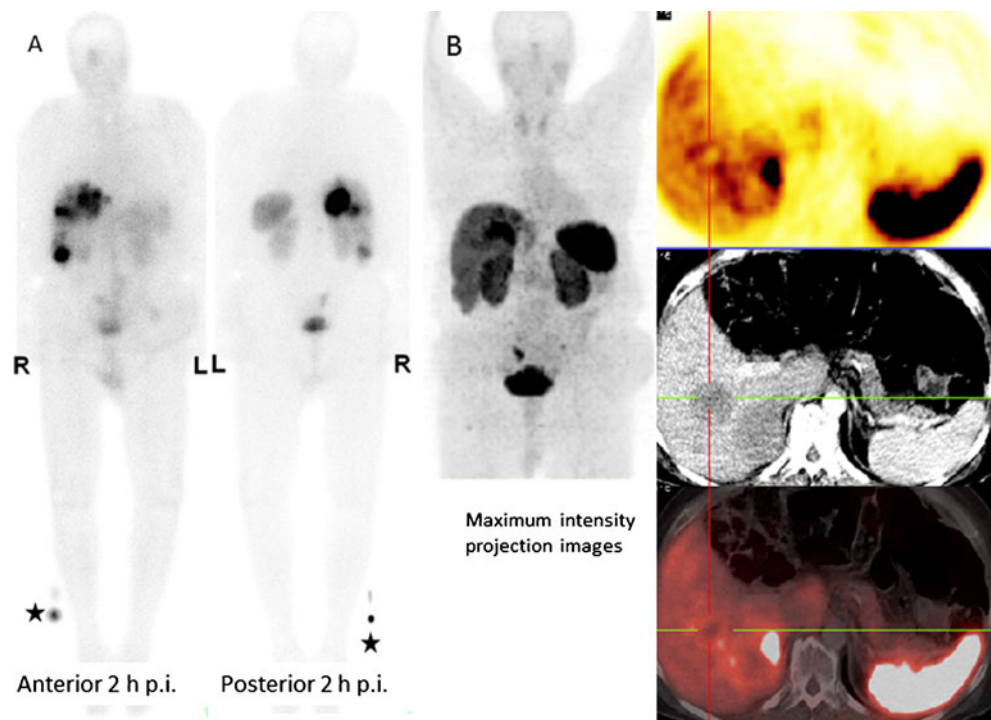 A
B
R
L
L
R
Maximum intensity
projection images
Anterior 2 h p.i.
Posterior 2 h p.i.